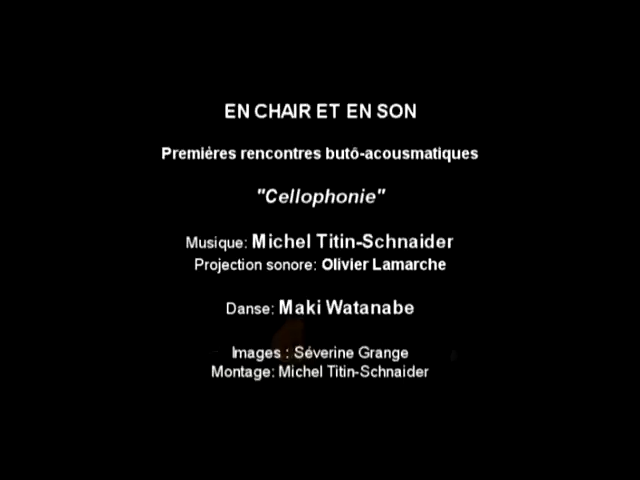 EN CHAIR ET EN SON
Premières rencontres butō-acousmatiques
"Cellophonie"
Musique: Michel Titin-Schnaider
Projection sonore: Olivier Lamarche
Danse: Maki Watanabe
Images : Séverine Grange
Montage: Michel Titin-Schnaider